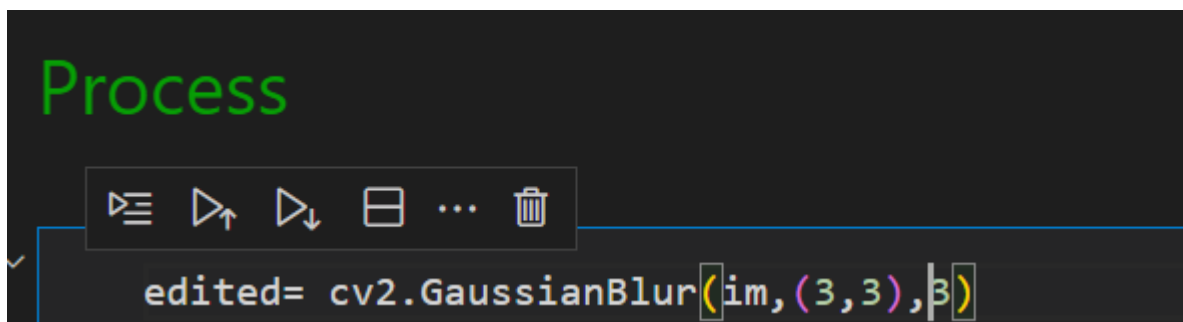 Process
edited= cv2.GaussianBlur(im,(3,3),3)